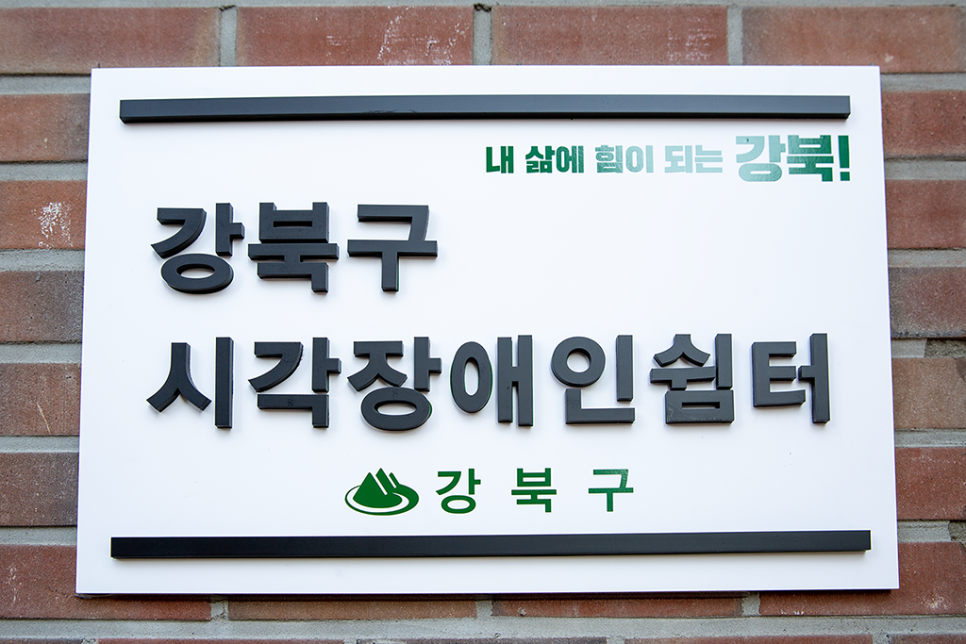 내 삶에 힘이 되는 강북!
강북구
시각장애인쉼터
강북구